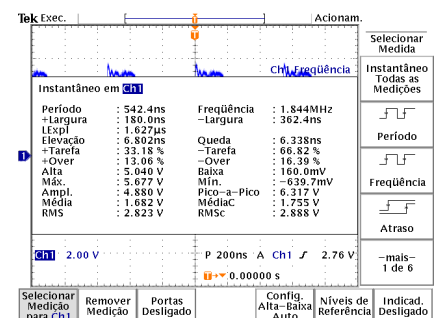 Tek Exec. Acionam.
Selecionar
Medida
Ch1 Freqüência
Instantâneo
Todas as
Medições
Instantâneo em Ch1
Período : 542.4ns Freqüência : 1.844MHz
+Largura : 180.0ns −Largura : 362.4ns
LExpl : 1.627µs
Elevação : 6.802ns Queda : 6.338ns
+Tarefa : 33.18 % −Tarefa : 66.82 %
+Over : 13.06 % −Over : 16.39 %
Alta : 5.040 V Baixa : 160.0mV
Máx. : 5.677 V Mín. : −639.7mV
Ampl. : 4.880 V Pico−a−Pico : 6.317 V
Média : 1.682 V MédiaC : 1.755 V
RMS : 2.823 V RMSc : 2.888 V
Período
Freqüência
Atraso
−mais−
1 de 6
1
Ch1 2.00 V P 200ns A Ch1 2.76 V
0.00000 s
Selecionar
Medição
para Ch1
Remover
Medição
Portas
Desligado
Config.
Alta−Baixa
Auto
Níveis de
Referência
Indicad.
Desligado